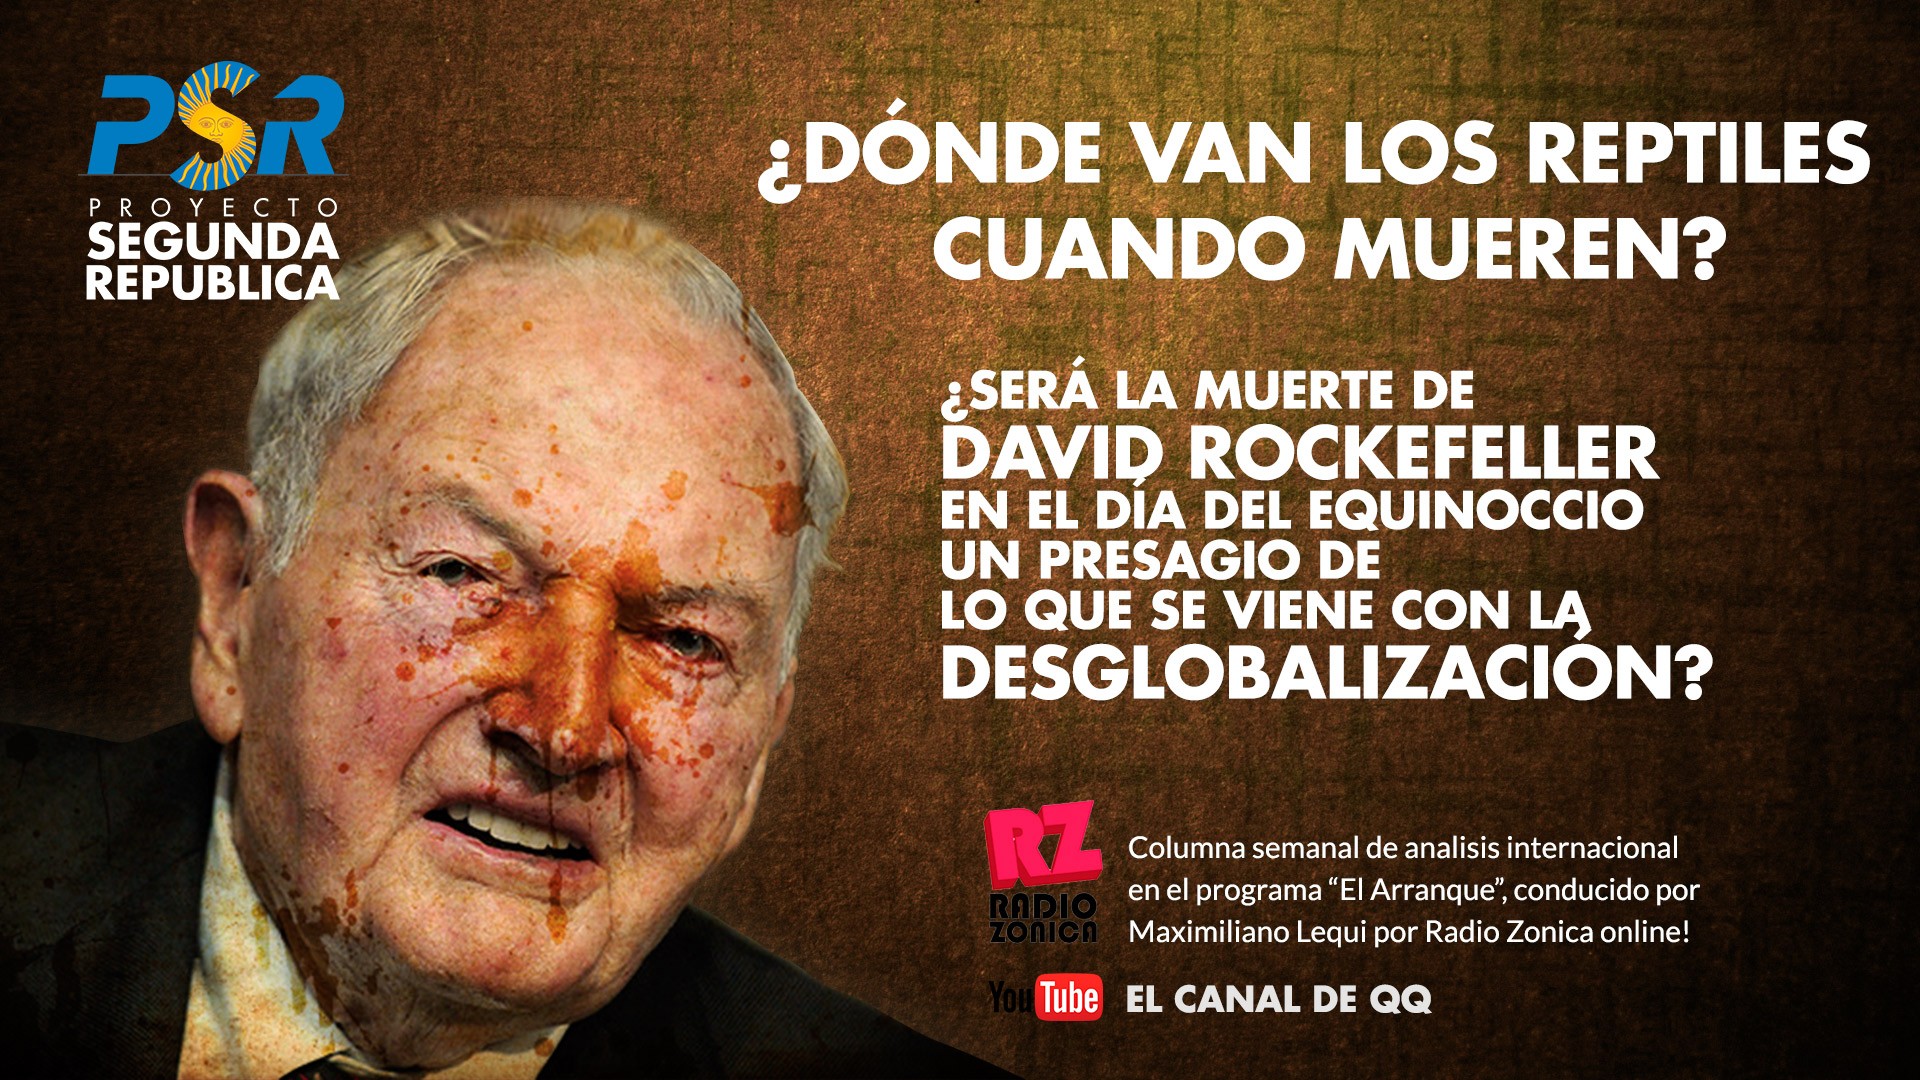 PSR
PROYECTO
SEGUNDA
REPUBLICA
¿DÓNDE VAN LOS REPTILES
CUANDO MUEREN?
¿SERÁ LA MUERTE DE
DAVID ROCKEFELLER
EN EL DÍA DEL EQUINOCCIO
UN PRESAGIO DE
LO QUE SE VIENE CON LA
DESGLOBALIZACIÓN?
RZ
RADIO
ZONICA
Columna semanal de analisis internacional
en el programa “El Arranque”, conducido por
Maximiliano Lequi por Radio Zonica online!
YouTube
EL CANAL DE QQ